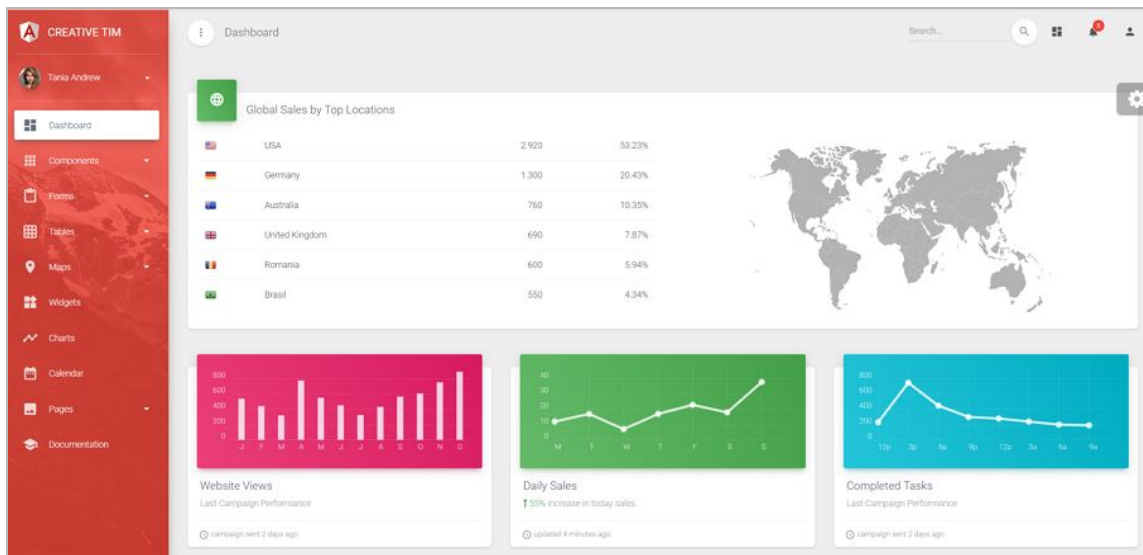 CREATIVE TIM
Tania Andrew
Dashboard
Components
Forms
Tables
Maps
Widgets
Charts
Calendar
Pages
Documentation
Dashboard
Search...
5
Global Sales by Top Locations
USA 2.920 53.23%
Germany 1.300 20.43%
Australia 760 10.35%
United Kingdom 690 7.87%
Romania 600 5.94%
Brasil 550 4.34%
800
600
400
200
0
J F M A M J J A S O N D
Website Views
Last Campaign Performance
campaign sent 2 days ago
40
30
20
10
0
M T W T F S S
Daily Sales
55% increase in today sales.
updated 4 minutes ago
800
600
400
200
0
12p 3p 6p 9p 12p 3a 6a 9a
Completed Tasks
Last Campaign Performance
campaign sent 2 days ago